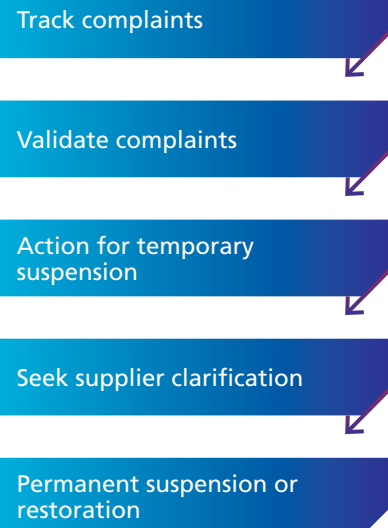 Track complaints
Validate complaints
Action for temporary
suspension
Seek supplier clarification
Permanent suspension or
restoration